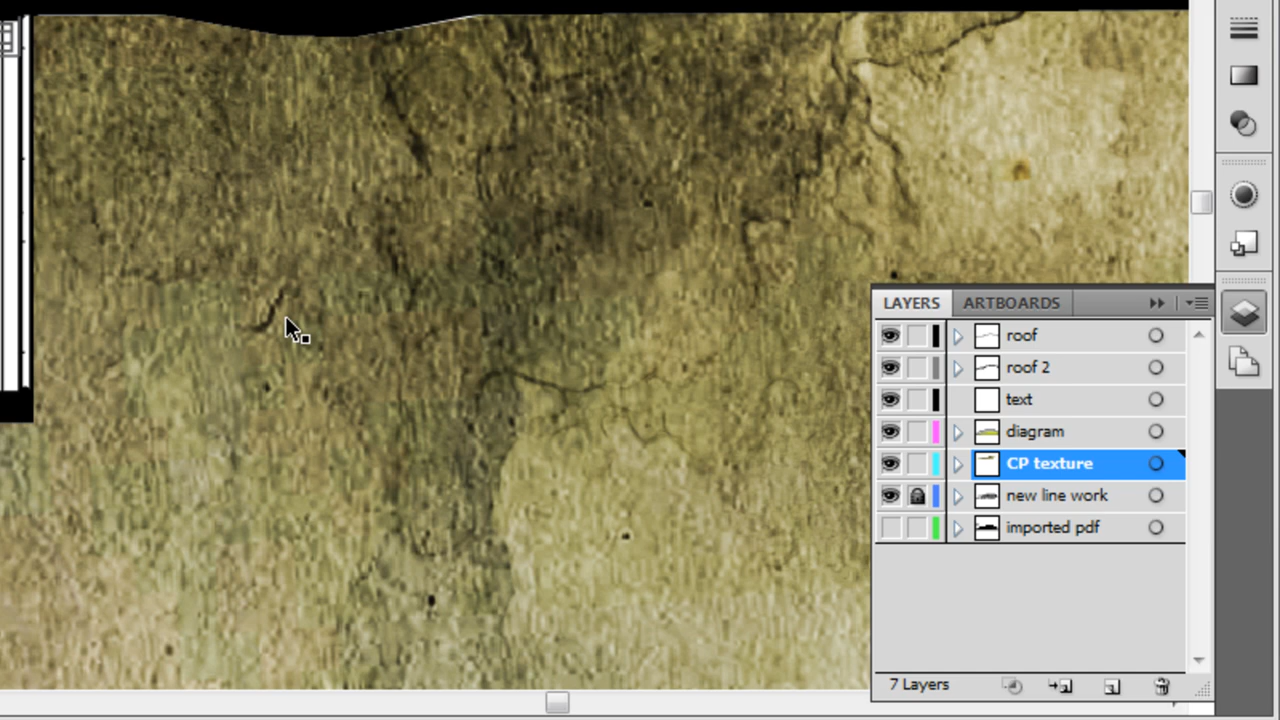 LAYERS ARTBOARDS
roof
roof 2
text
diagram
CP texture
new line work
imported pdf
7 Layers